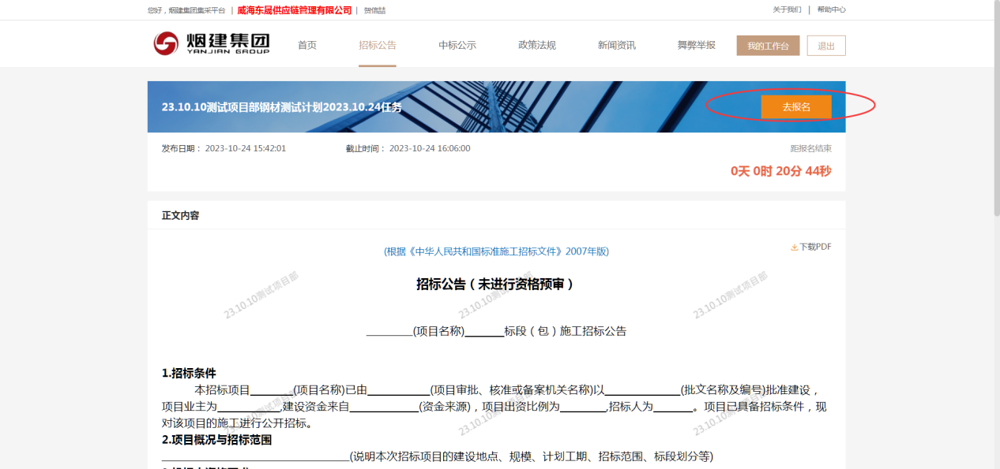 您好，烟建集团集采平台 | 威海东晟供应链管理有限公司 | 贺信喆
关于我们 | 帮助中心
烟建集团
YANJIAN GROUP
首页 招标公告 中标公示 政策法规 新闻资讯 舞弊举报 我的工作台 退出
23.10.10测试项目部钢材测试计划2023.10.24任务
去报名
发布日期： 2023-10-24 15:42:01 截止时间： 2023-10-24 16:06:00 距报名结束
0天 0时 20分 44秒
正文内容
(根据《中华人民共和国标准施工招标文件》2007年版)
下载PDF
招标公告（未进行资格预审）
23.10.10测试项目部 23.10.10测试项目部 23.10.10测试项目部
________(项目名称)_______标段（包）施工招标公告
1.招标条件
本招标项目________(项目名称)已由___________(项目审批、核准或备案机关名称)以_____________(批文名称及编号)批准建设，
项目业主为___________,建设资金来自____________(资金来源)，项目出资比例为________,招标人为_______。项目已具备招标条件，现
对该项目的施工进行公开招标。
23.10.10测试项目部 23.10.10测试项目部 23.10.10测试项目部
2.项目概况与招标范围
________________________________(说明本次招标项目的建设地点、规模、计划工期、招标范围、标段划分等)